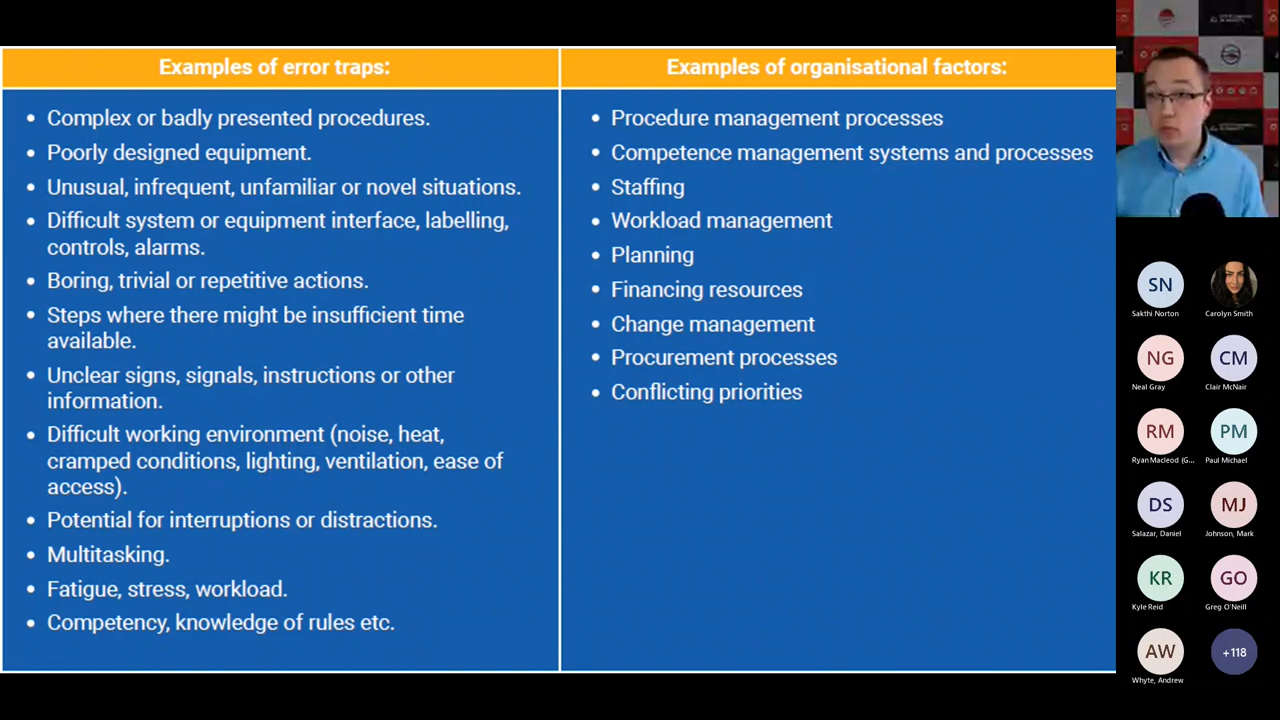 Examples of error traps:
• Complex or badly presented procedures.
• Poorly designed equipment.
• Unusual, infrequent, unfamiliar or novel situations.
• Difficult system or equipment interface, labelling,
controls, alarms.
• Boring, trivial or repetitive actions.
• Steps where there might be insufficient time
available.
• Unclear signs, signals, instructions or other
information.
• Difficult working environment (noise, heat,
cramped conditions, lighting, ventilation, ease of
access).
• Potential for interruptions or distractions.
• Multitasking.
• Fatigue, stress, workload.
• Competency, knowledge of rules etc.
Examples of organisational factors:
• Procedure management processes
• Competence management systems and processes
• Staffing
• Workload management
• Planning
• Financing resources
• Change management
• Procurement processes
• Conflicting priorities
SN
Sakthi Norton
Carolyn Smith
NG
Neal Gray
CM
Clair McNair
RM
Ryan Macleod (G...
PM
Paul Michael
DS
Salazar, Daniel
MJ
Johnson, Mark
KR
Kyle Reid
GO
Greg O'Neill
AW
Whyte, Andrew
+118